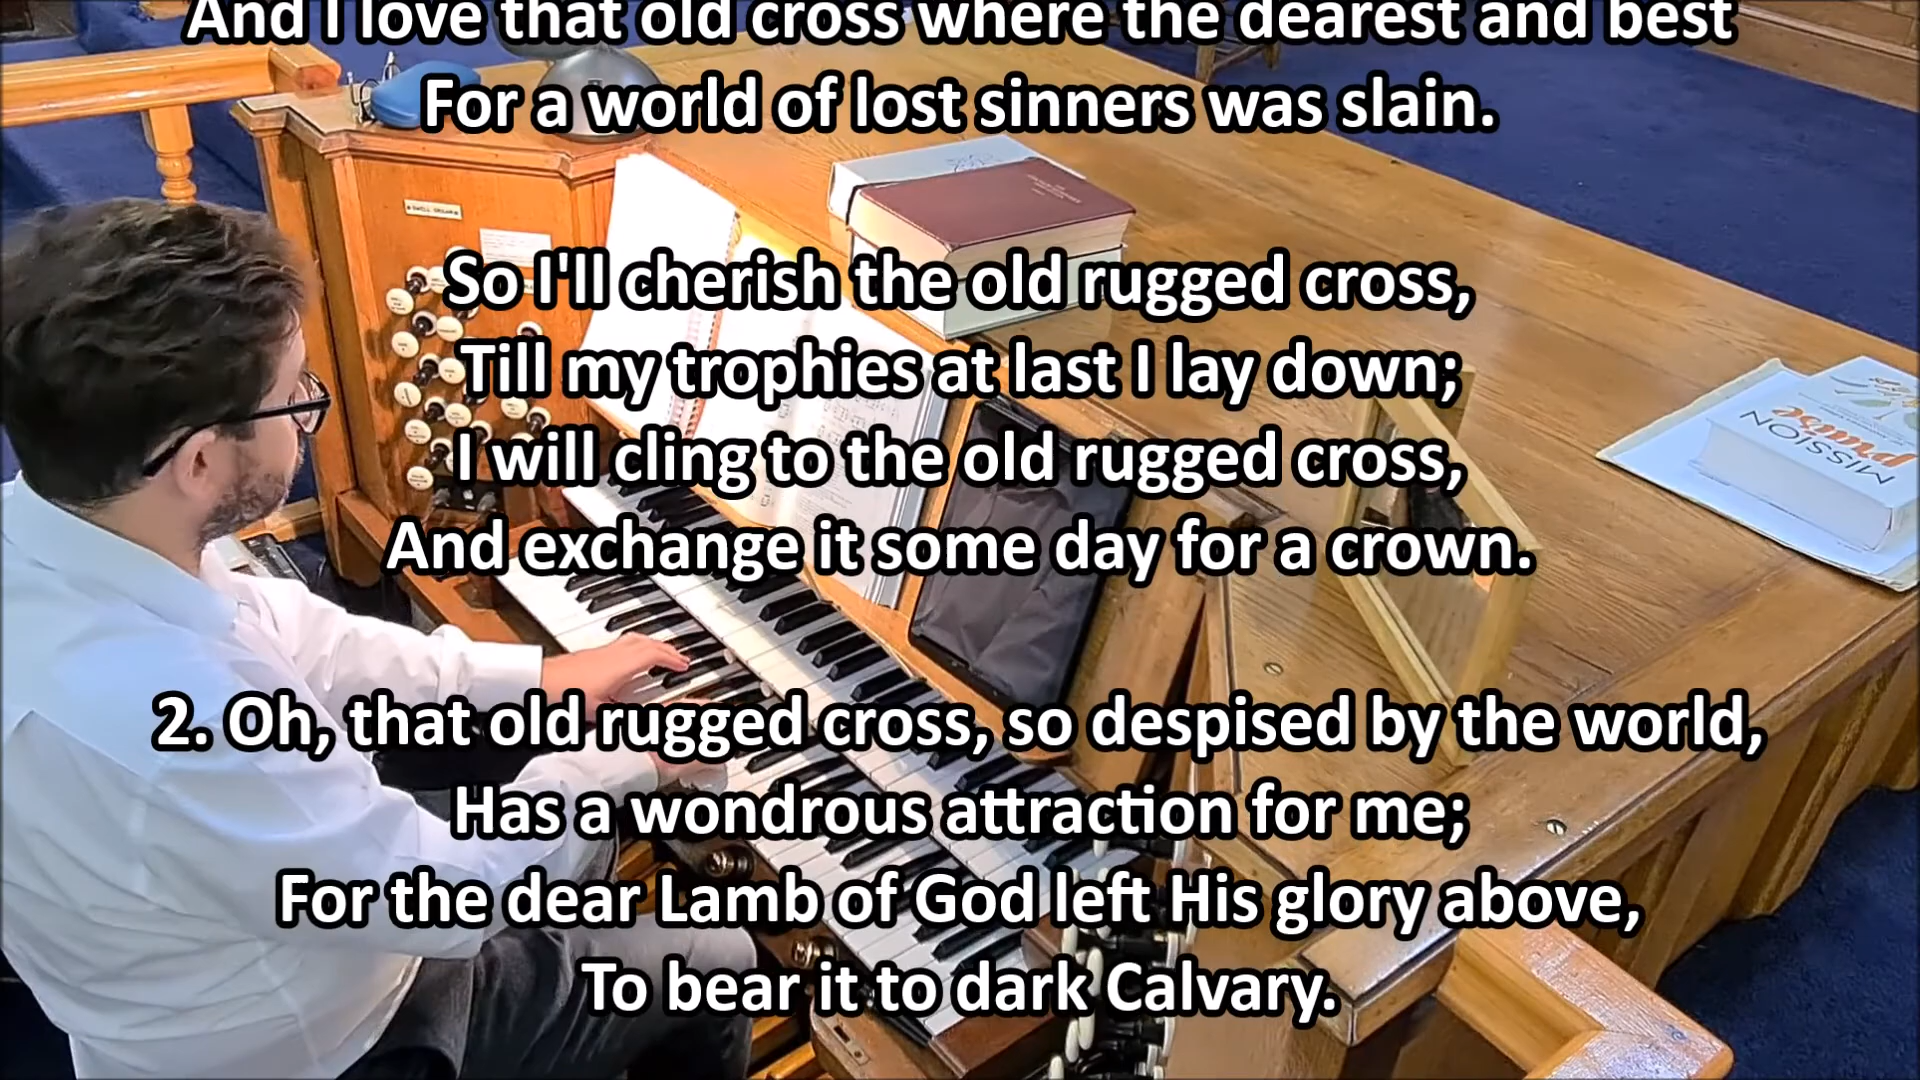 And I love that old cross where the dearest and best
For a world of lost sinners was slain.
So I'll cherish the old rugged cross,
Till my trophies at last I lay down;
I will cling to the old rugged cross,
And exchange it some day for a crown.
2. Oh, that old rugged cross, so despised by the world,
Has a wondrous attraction for me;
For the dear Lamb of God left His glory above,
To bear it to dark Calvary.
SWELL ORGAN
MISSION
praise